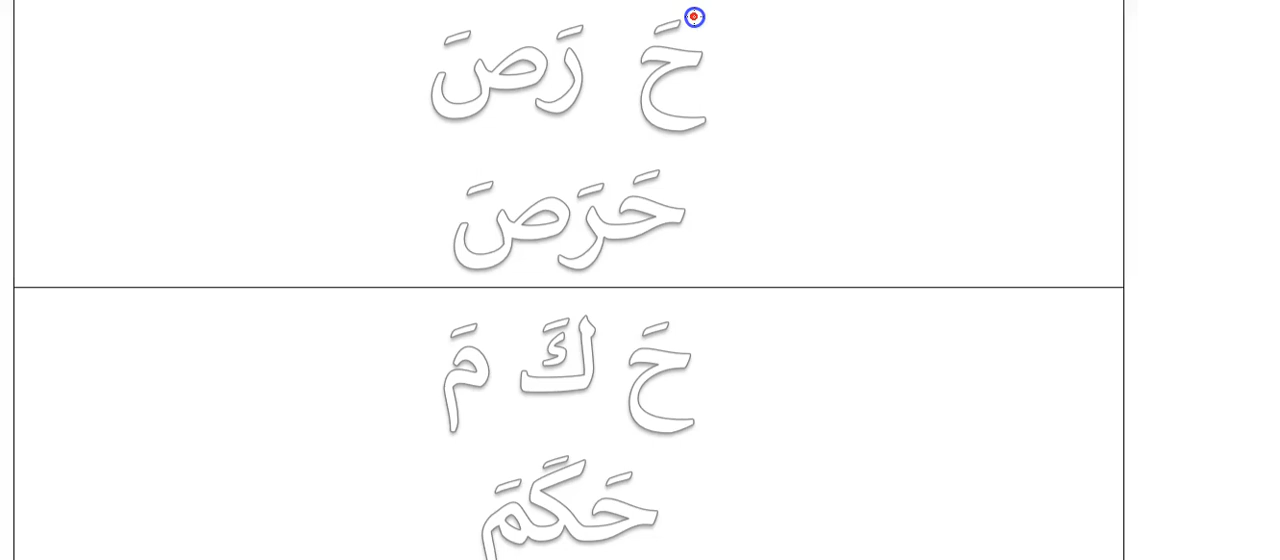 حَ رَ صَ
حَرَصَ
حَ كَ مَ
حَكَمَ